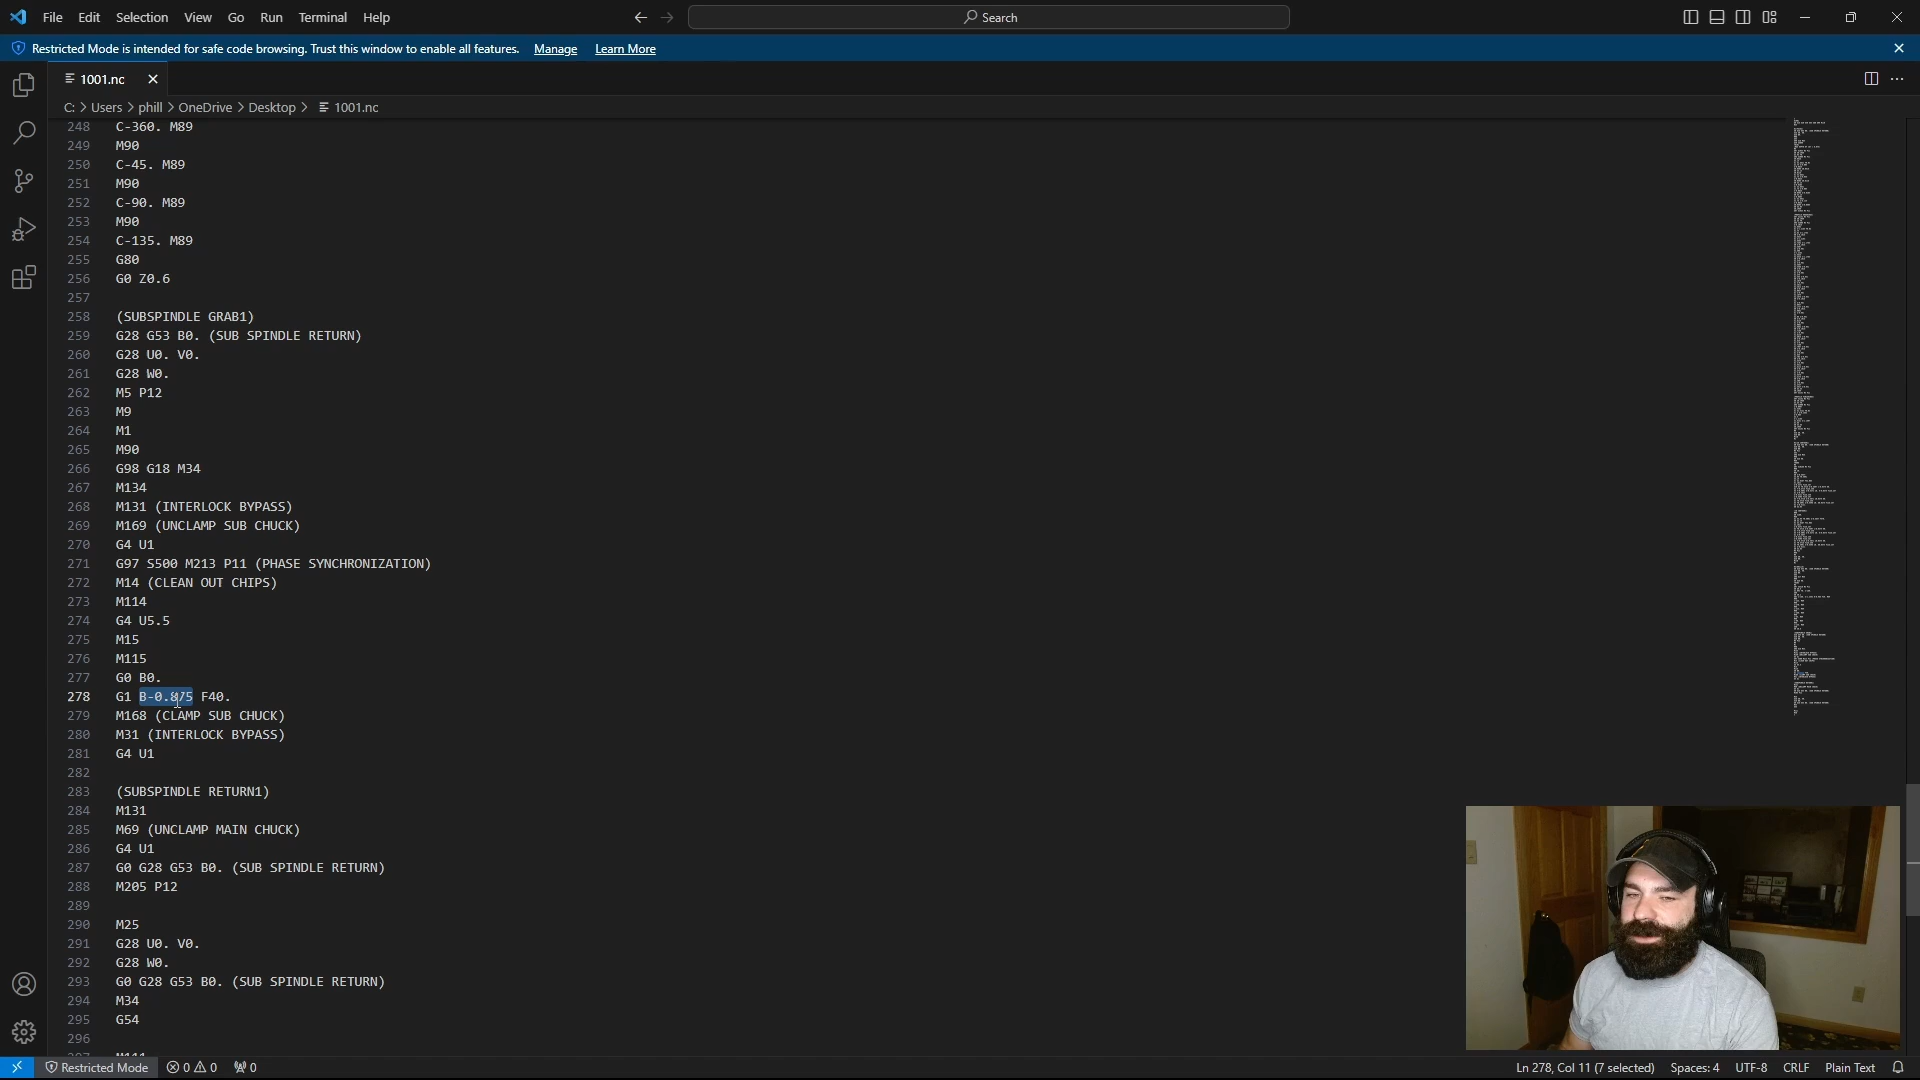 File Edit Selection View Go Run Terminal Help
Search
Restricted Mode is intended for safe code browsing. Trust this window to enable all features. Manage Learn More
1001.nc
C: > Users > phill > OneDrive > Desktop > 1001.nc
248 C-360. M89
249 M90
250 C-45. M89
251 M90
252 C-90. M89
253 M90
254 C-135. M89
255 G80
256 G0 Z0.6
257
258 (SUBSPINDLE GRAB1)
259 G28 G53 B0. (SUB SPINDLE RETURN)
260 G28 U0. V0.
261 G28 W0.
262 M5 P12
263 M9
264 M1
265 M90
266 G98 G18 M34
267 M134
268 M131 (INTERLOCK BYPASS)
269 M169 (UNCLAMP SUB CHUCK)
270 G4 U1
271 G97 S500 M213 P11 (PHASE SYNCHRONIZATION)
272 M14 (CLEAN OUT CHIPS)
273 M114
274 G4 U5.5
275 M15
276 M115
277 G0 B0.
278 G1 B-0.875 F40.
279 M168 (CLAMP SUB CHUCK)
280 M31 (INTERLOCK BYPASS)
281 G4 U1
282
283 (SUBSPINDLE RETURN1)
284 M131
285 M69 (UNCLAMP MAIN CHUCK)
286 G4 U1
287 G0 G28 G53 B0. (SUB SPINDLE RETURN)
288 M205 P12
289
290 M25
291 G28 U0. V0.
292 G28 W0.
293 G0 G28 G53 B0. (SUB SPINDLE RETURN)
294 M34
295 G54
296
Restricted Mode 0 0 0 Ln 278, Col 11 (7 selected) Spaces: 4 UTF-8 CRLF Plain Text